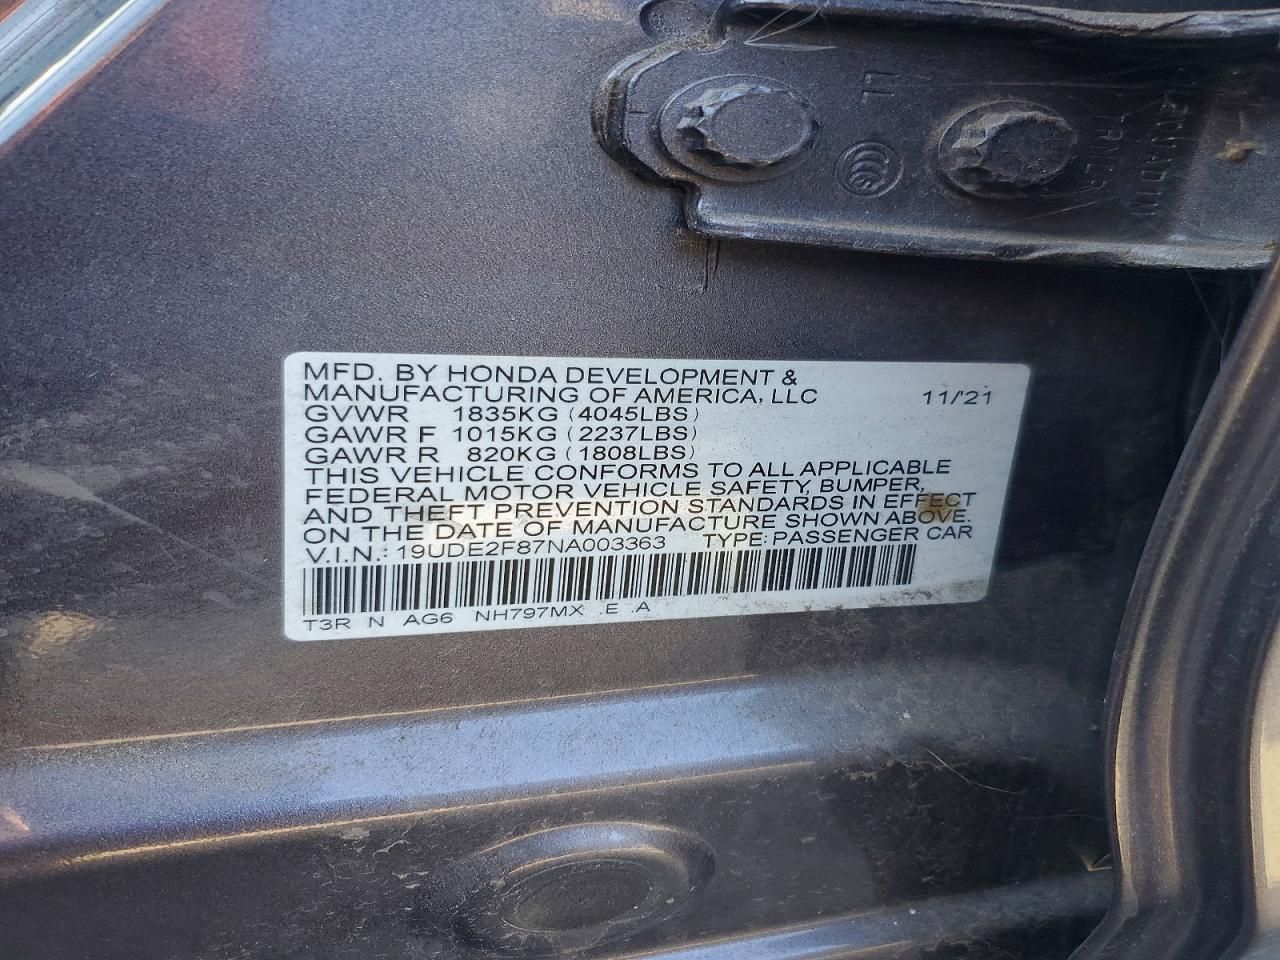 LL
MFD. BY HONDA DEVELOPMENT &
MANUFACTURING OF AMERICA, LLC 11/'21
GVWR 1835KG (4045LBS)
GAWR F 1015KG (2237LBS)
GAWR R 820KG (1808LBS)
THIS VEHICLE CONFORMS TO ALL APPLICABLE
FEDERAL MOTOR VEHICLE SAFETY, BUMPER,
AND THEFT PREVENTION STANDARDS IN EFFECT
ON THE DATE OF MANUFACTURE SHOWN ABOVE.
V.I.N.: 19UDE2F87NA003363 TYPE: PASSENGER CAR
T3R N AG6 NH797MX .E .A